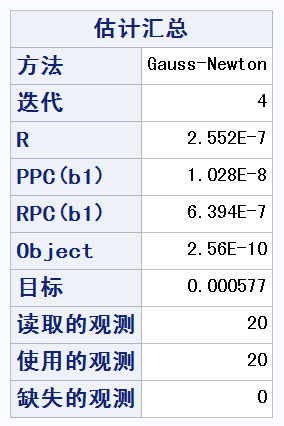 估计汇总
方法 Gauss-Newton
迭代 4
R 2.552E-7
PPC(b1) 1.028E-8
RPC(b1) 6.394E-7
Object 2.56E-10
目标 0.000577
读取的观测 20
使用的观测 20
缺失的观测 0